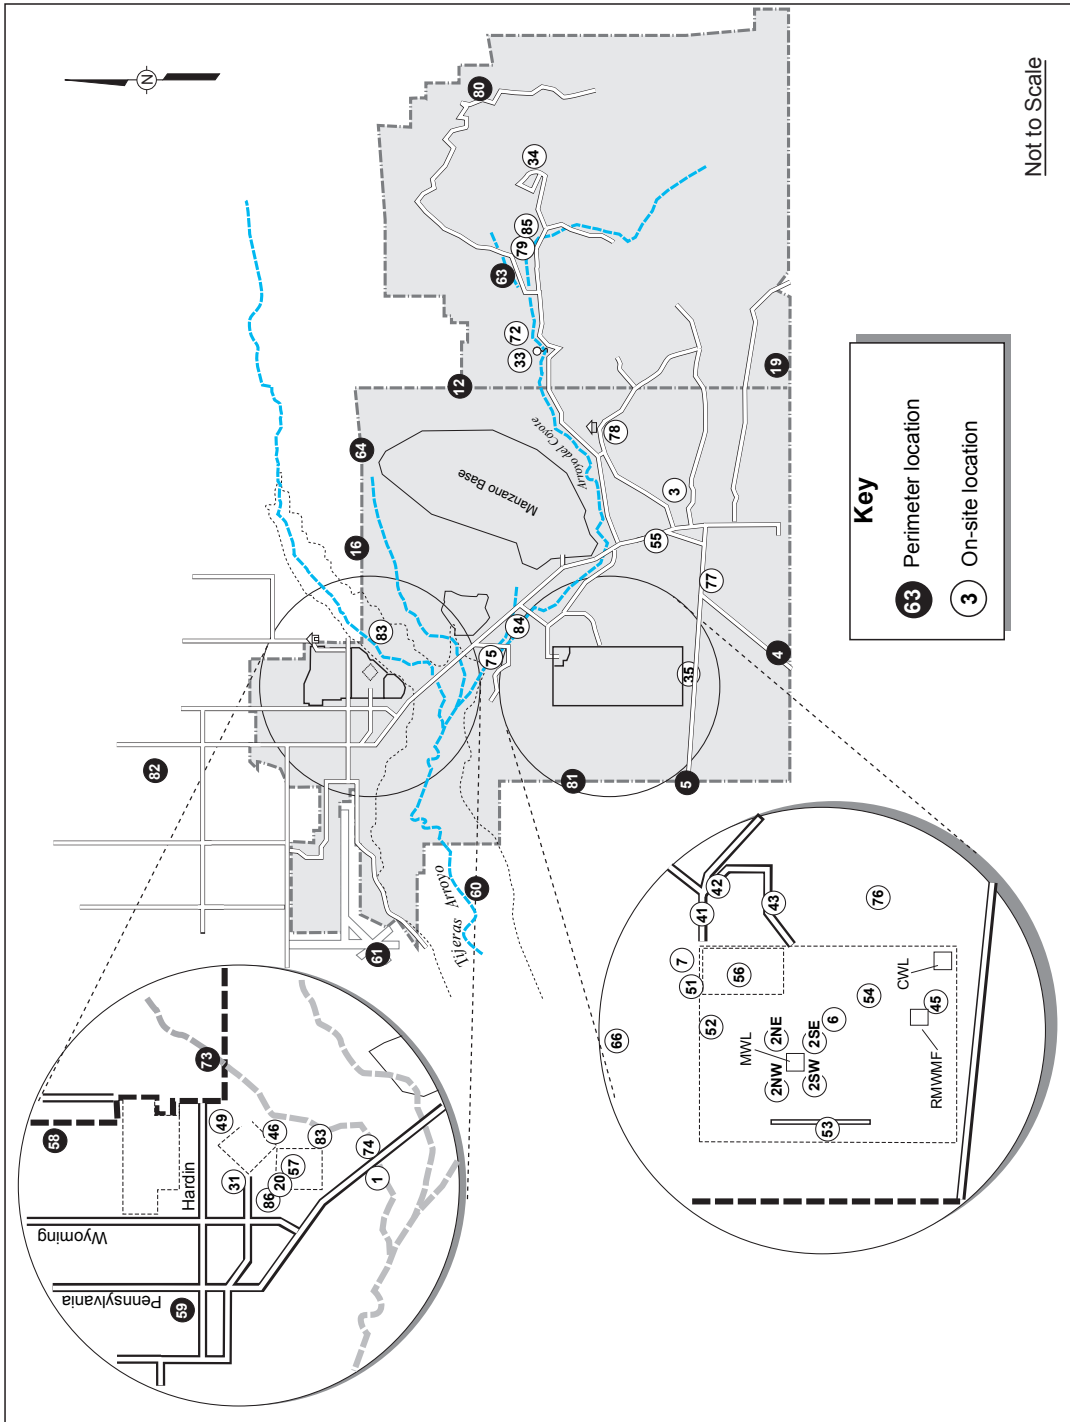 N
Not to Scale
80
34
85
79
63
72
33
12
19
64
16
78
3
55
77
4
Manzano Base
Arroyo del Coyote
83
84
75
35
82
81
5
60
61
Tijeras Arroyo
Key
63 Perimeter location
3 On-site location
73
58
49
46
83
74
1
31
57
20
86
Hardin
Wyoming
Pennsylvania
59
42
41
43
76
7
51
56
52
66
54
CWL
45
RMWMF
6
MWL
2NW
2NE
2SW
2SE
53